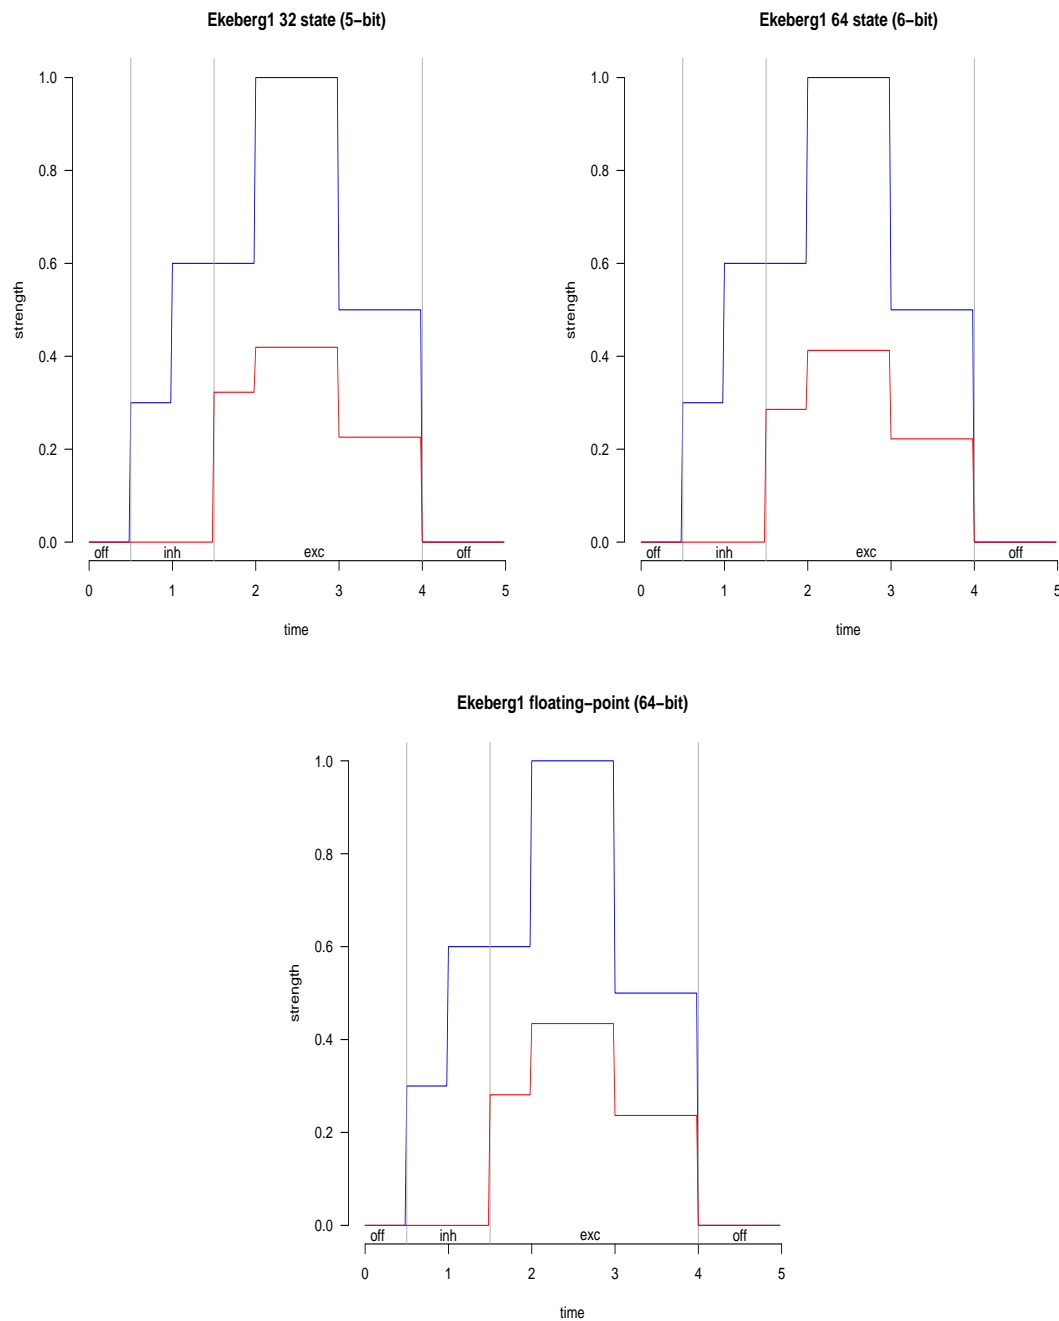 Ekeberg1 32 state (5−bit)
1.0
0.8
0.6
0.4
0.2
0.0
strength
off inh exc off
0 1 2 3 4 5
time
Ekeberg1 64 state (6−bit)
1.0
0.8
0.6
0.4
0.2
0.0
strength
off inh exc off
0 1 2 3 4 5
time
Ekeberg1 floating−point (64−bit)
1.0
0.8
0.6
0.4
0.2
0.0
strength
off inh exc off
0 1 2 3 4 5
time